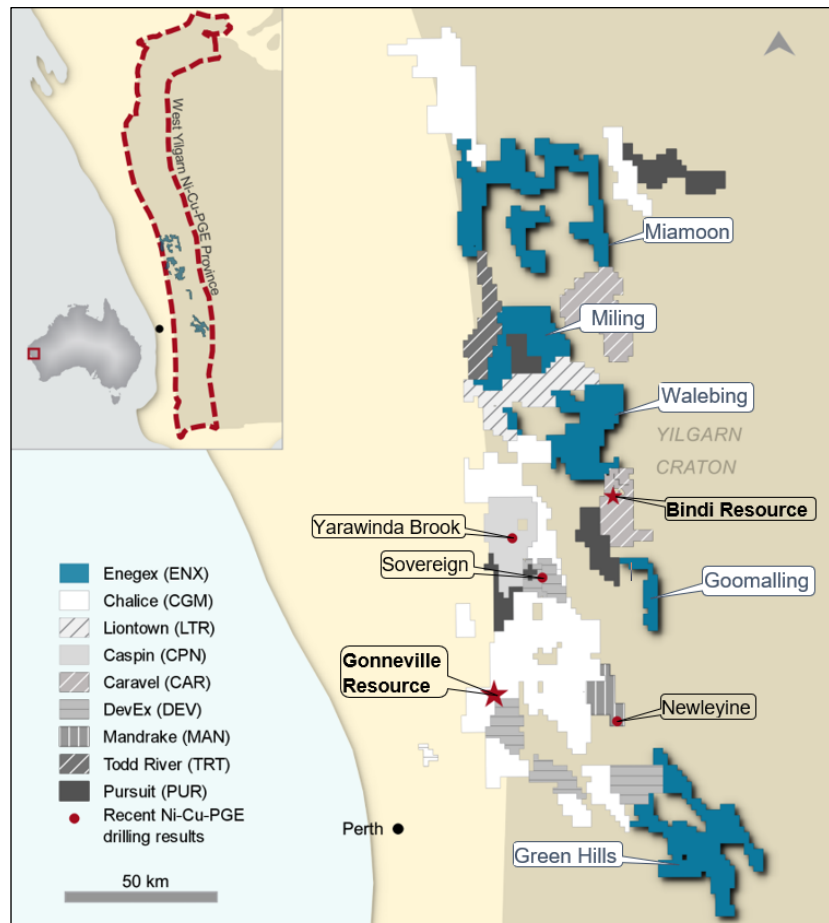 West Yilgarn Ni-Cu-PGE Province
Miamoon
Miling
Walebing
YILGARN
CRATON
Bindi Resource
Yarawinda Brook
Sovereign
Goomalling
Gonneville
Resource
Newleyine
Enegex (ENX)
Chalice (CGM)
Liontown (LTR)
Caspin (CPN)
Caravel (CAR)
DevEx (DEV)
Mandrake (MAN)
Todd River (TRT)
Pursuit (PUR)
Recent Ni-Cu-PGE
drilling results
Perth
Green Hills
50 km